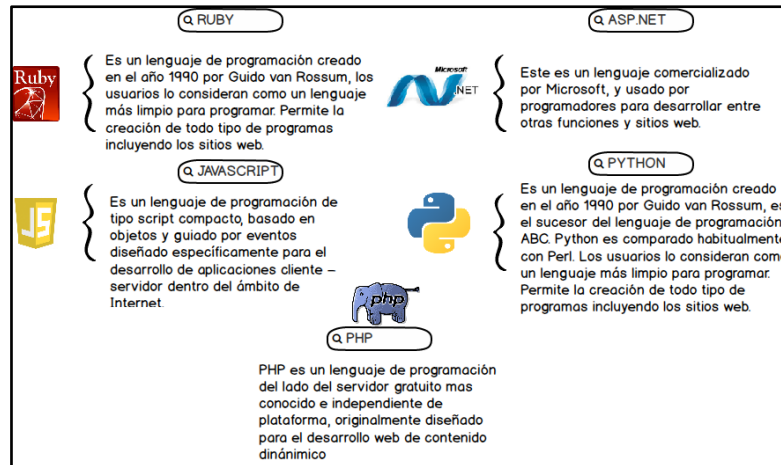 RUBY
Ruby
Es un lenguaje de programación creado
en el año 1990 por Guido van Rossum, los
usuarios lo consideran como un lenguaje
más limpio para programar. Permite la
creación de todo tipo de programas
incluyendo los sitios web.
ASP.NET
Microsoft
.NET
Este es un lenguaje comercializado
por Microsoft, y usado por
programadores para desarrollar entre
otras funciones y sitios web.
JAVASCRIPT
JS
Es un lenguaje de programación de
tipo script compacto, basado en
objetos y guiado por eventos
diseñado específicamente para el
desarrollo de aplicaciones cliente –
servidor dentro del ámbito de
Internet.
PYTHON
Es un lenguaje de programación creado
en el año 1990 por Guido van Rossum, es
el sucesor del lenguaje de programación
ABC. Python es comparado habitualmente
con Perl. Los usuarios lo consideran como
un lenguaje más limpio para programar.
Permite la creación de todo tipo de
programas incluyendo los sitios web.
php
PHP
PHP es un lenguaje de programación
del lado del servidor gratuito mas
conocido e independiente de
plataforma, originalmente diseñado
para el desarrollo web de contenido
dinánimico